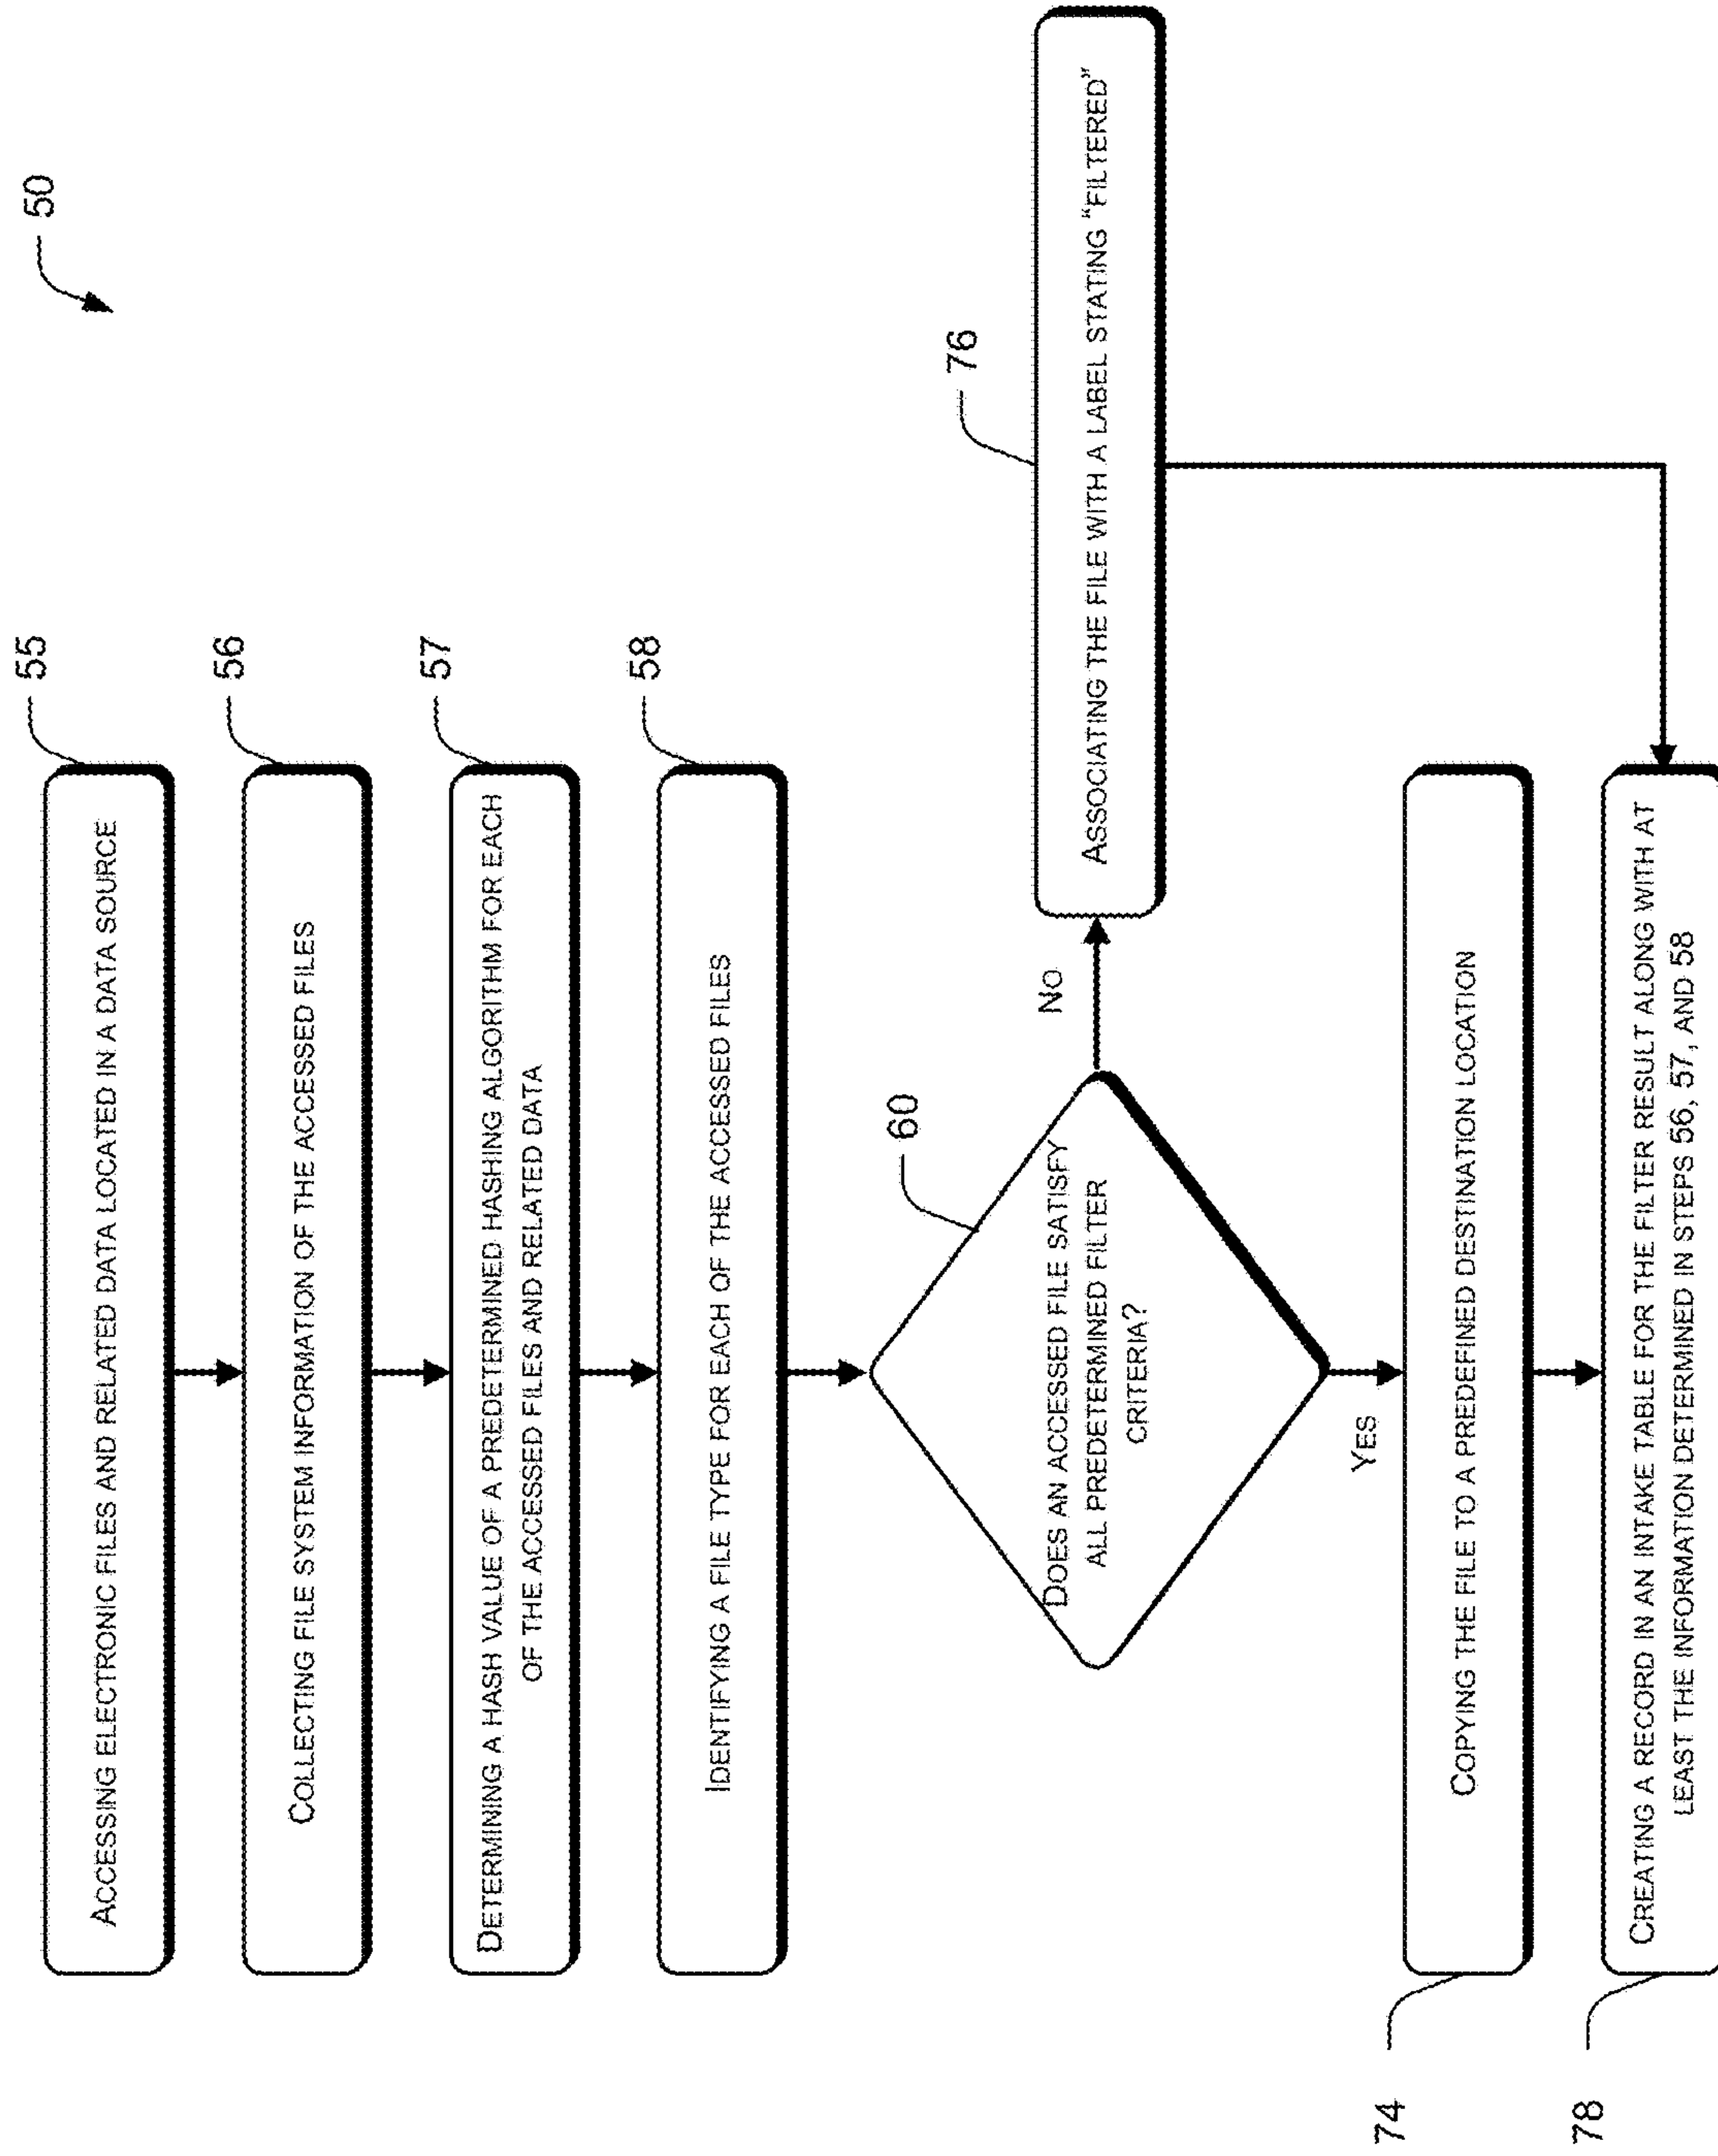 50
55
ACCESSING ELECTRONIC FILES AND RELATED DATA LOCATED IN A DATA SOURCE
56
COLLECTING FILE SYSTEM INFORMATION OF THE ACCESSED FILES
57
DETERMINING A HASH VALUE OF A PREDETERMINED HASHING ALGORITHM FOR EACH
OF THE ACCESSED FILES AND RELATED DATA
58
IDENTIFYING A FILE TYPE FOR EACH OF THE ACCESSED FILES
60
DOES AN ACCESSED FILE SATISFY
ALL PREDETERMINED FILTER
CRITERIA?
NO
76
ASSOCIATING THE FILE WITH A LABEL STATING "FILTERED"
YES
74
COPYING THE FILE TO A PREDEFINED DESTINATION LOCATION
78
CREATING A RECORD IN AN INTAKE TABLE FOR THE FILTER RESULT ALONG WITH AT
LEAST THE INFORMATION DETERMINED IN STEPS 56, 57, AND 58